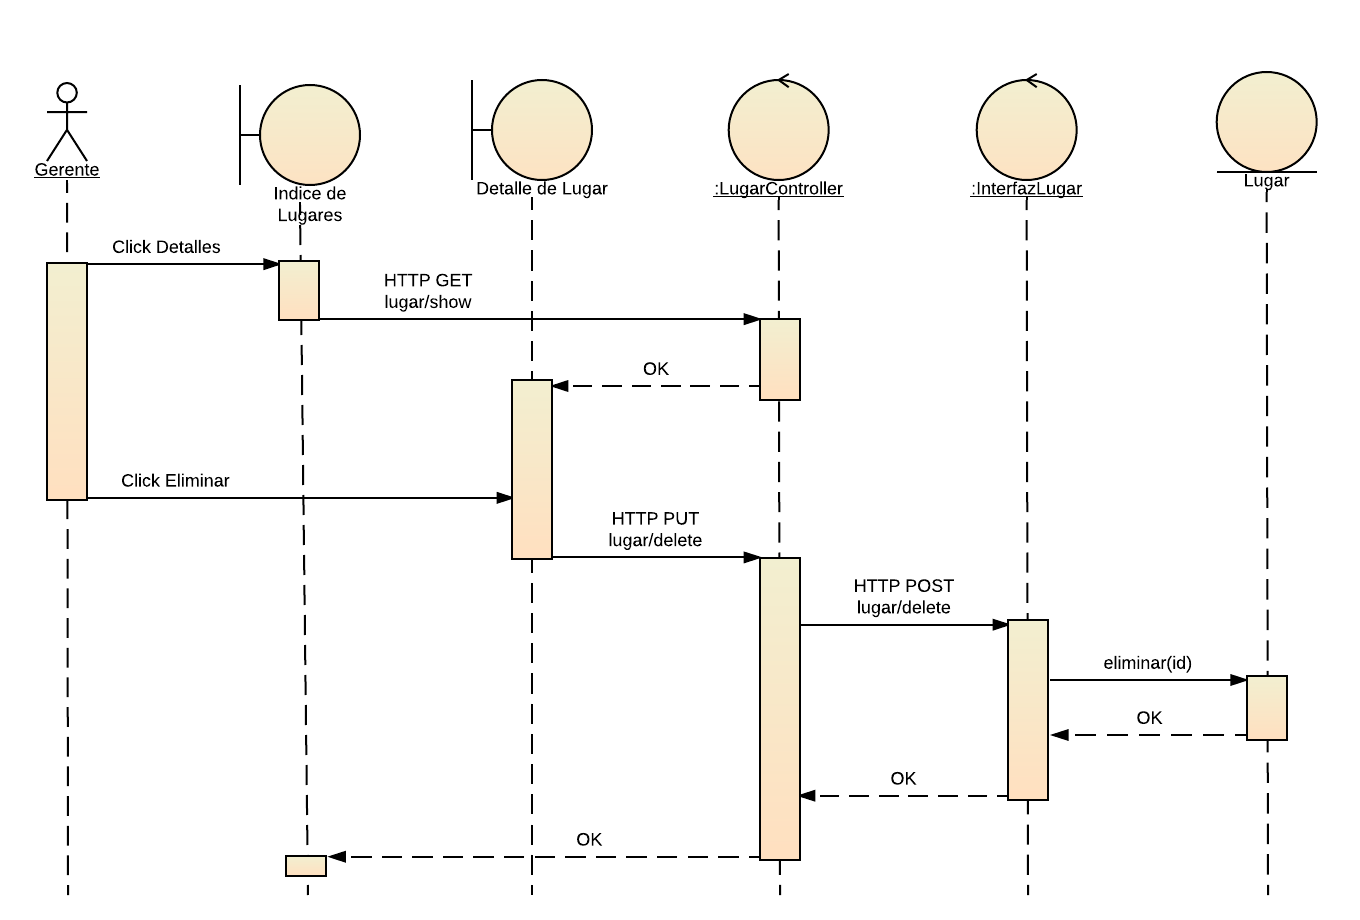 Gerente
Indice de
Lugares
Detalle de Lugar
:LugarController
:InterfazLugar
Lugar
Click Detalles
HTTP GET
lugar/show
OK
Click Eliminar
HTTP PUT
lugar/delete
HTTP POST
lugar/delete
eliminar(id)
OK
OK
OK